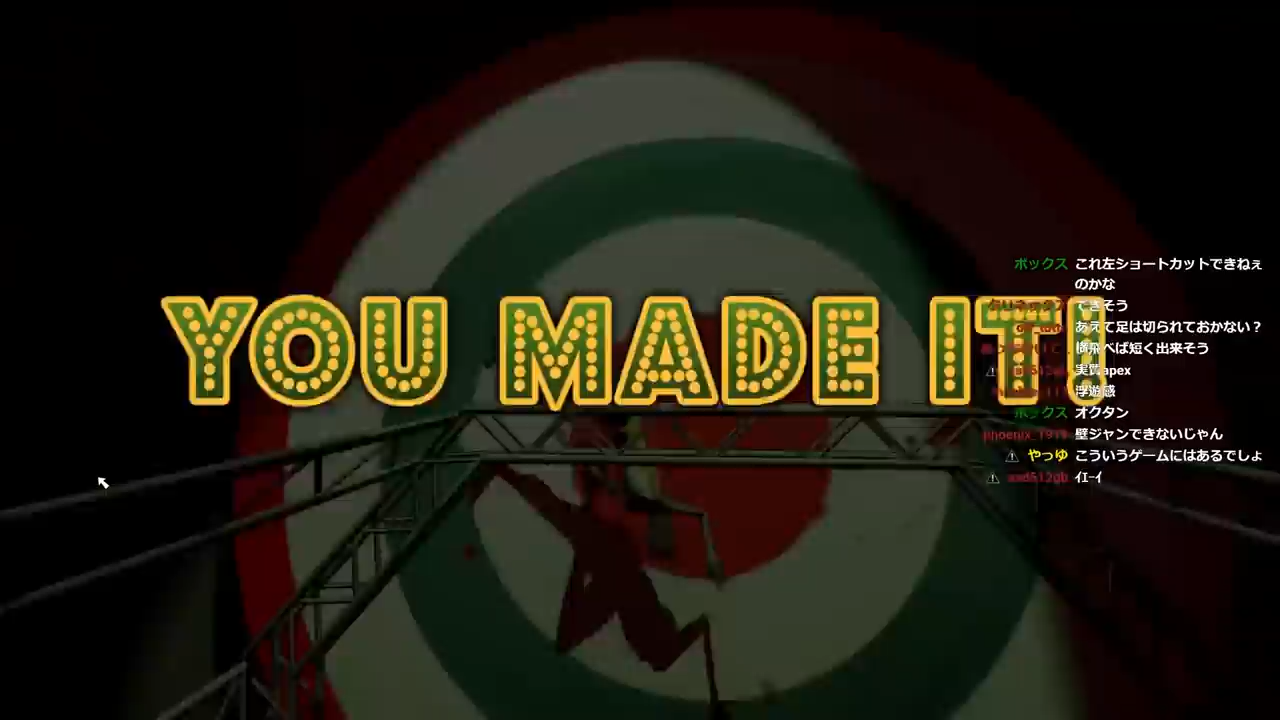 YOU MADE IT!
ボックス これ左ショートカットできねぇ
のかな
できそう
あえて足は切られておかない？
横飛べば短く出来そう
実質apex
浮遊感
ボックス オクタン
phoenix_1919 壁ジャンできないじゃん
やっゆ こういうゲームにはあるでしょ
asd512gb イエーイ